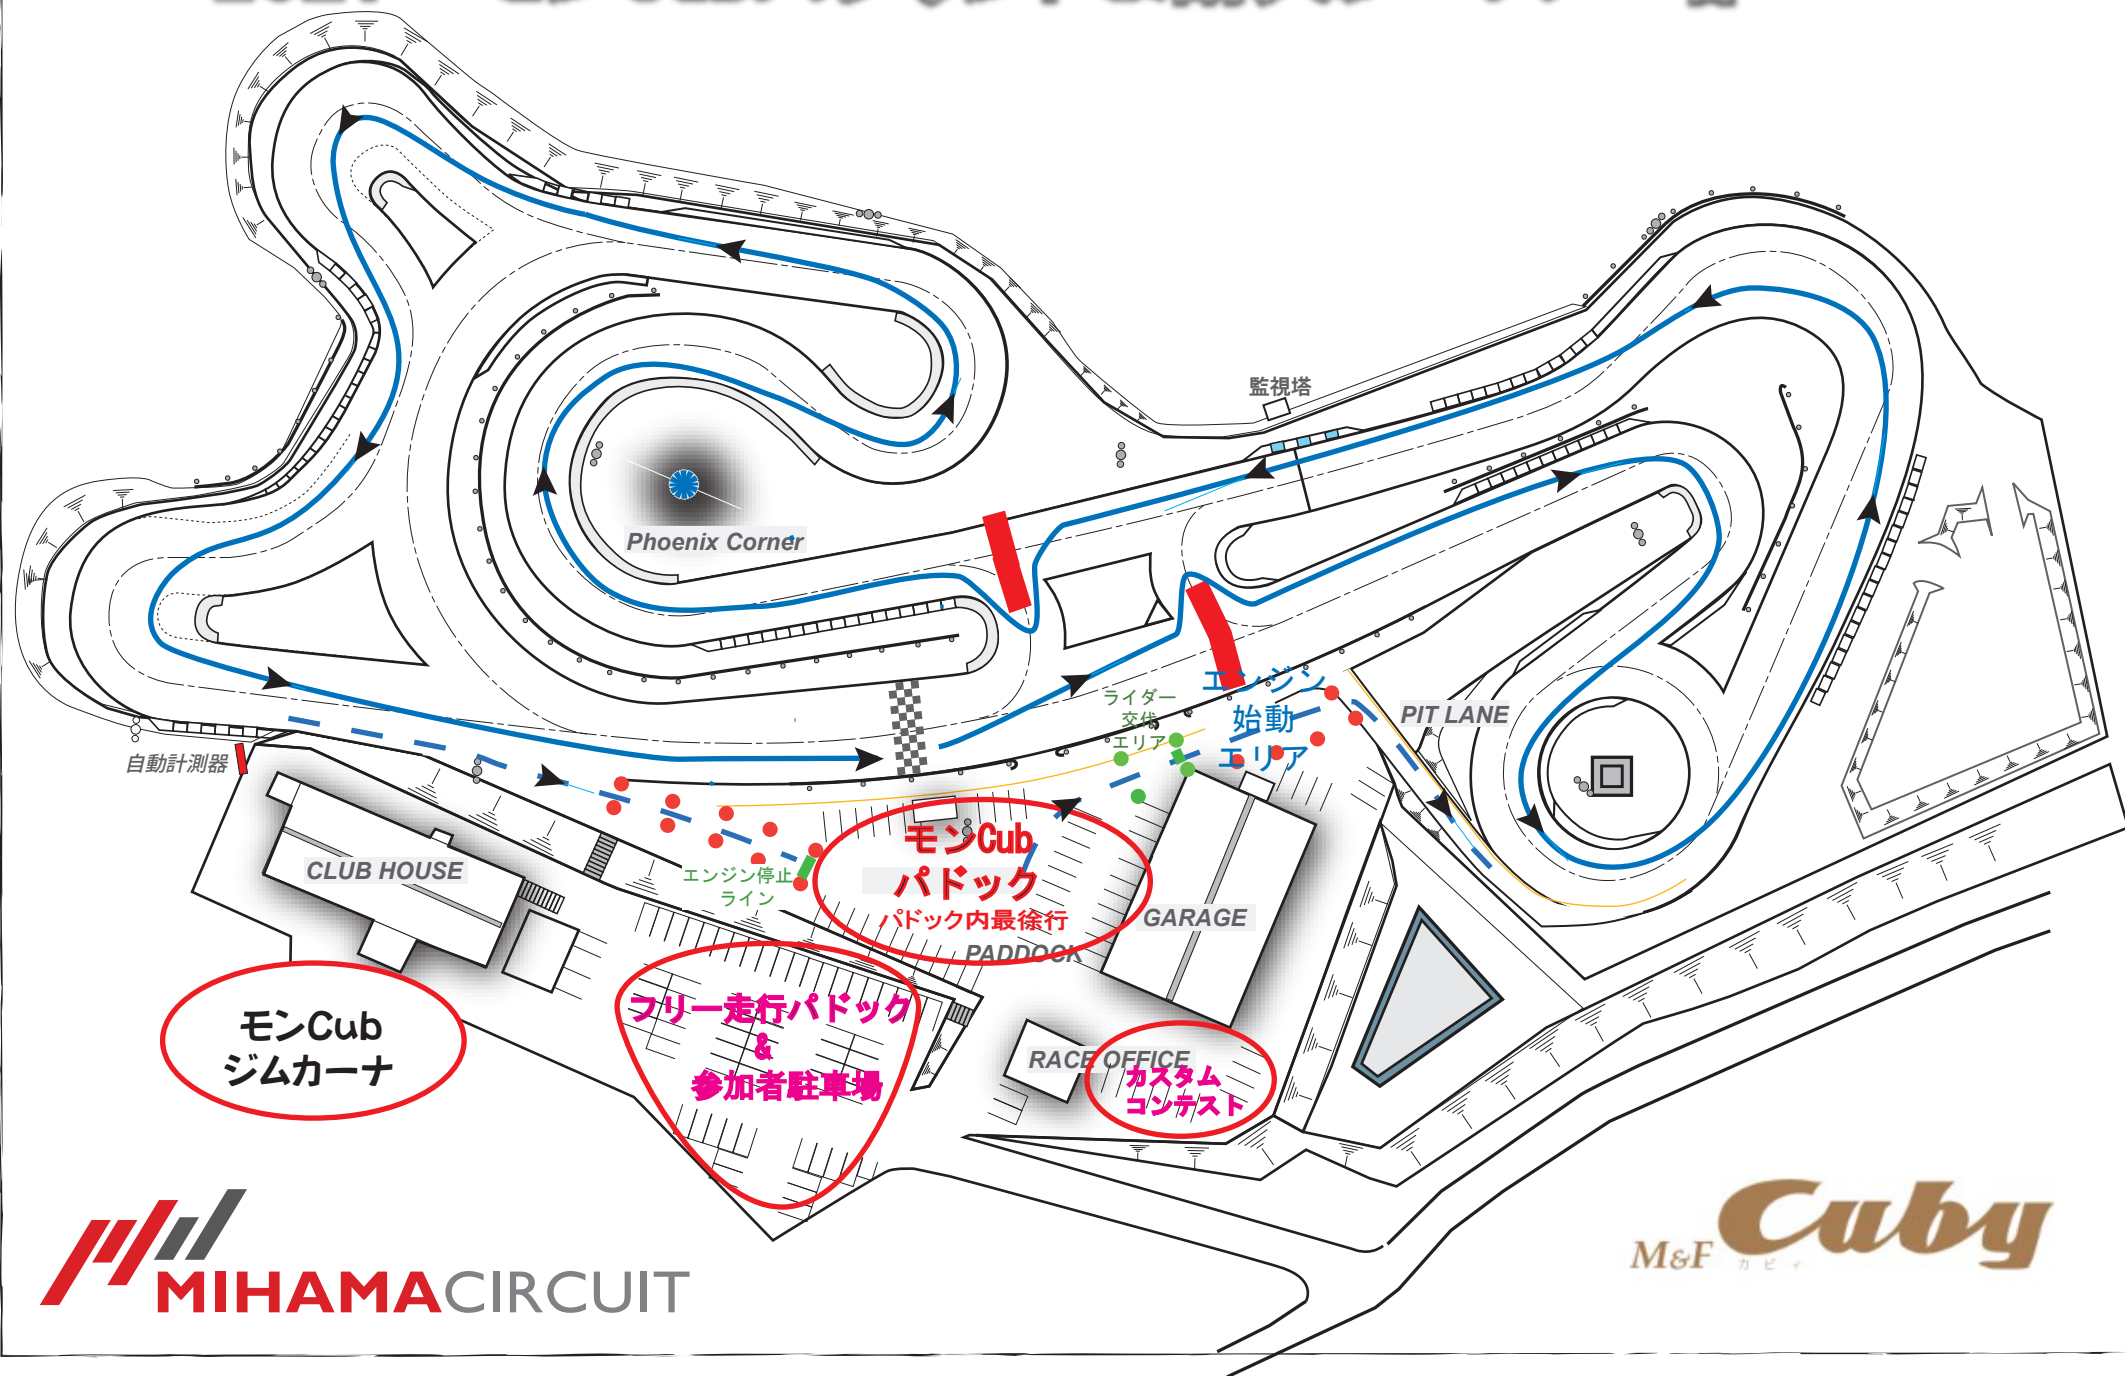 監視塔
Phoenix Corner
ライダー
交代
エリア
エンジン
始動
エリア
PIT LANE
自動計測器
CLUB HOUSE
エンジン停止
ライン
モンCub
パドック
パドック内最徐行
PADDOCK
GARAGE
モンCub
ジムカーナ
フリー走行パドック
&
参加者駐車場
RACE OFFICE
カスタム
コンテスト
MIHAMACIRCUIT
M&F Cuby
カビィ